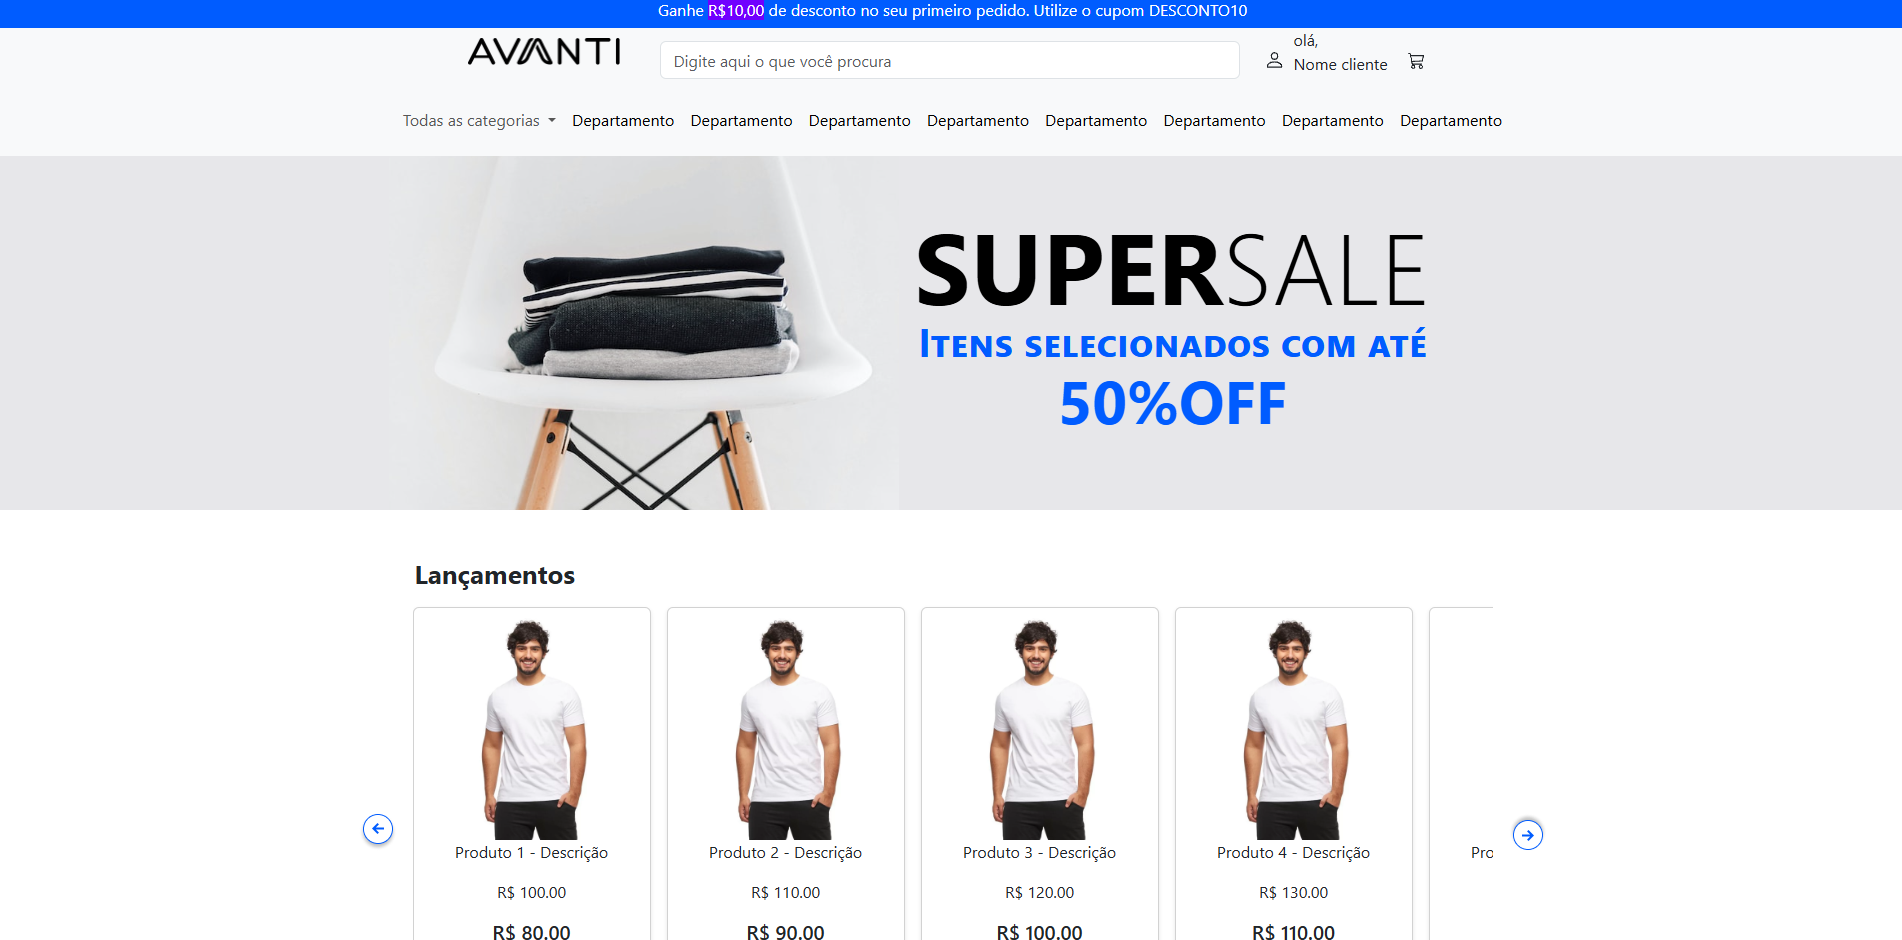 Ganhe R$10,00 de desconto no seu primeiro pedido. Utilize o cupom DESCONTO10
AVANTI
Digite aqui o que você procura
olá,
Nome cliente
Todas as categorias
Departamento Departamento Departamento Departamento Departamento Departamento Departamento Departamento
SUPERSALE
Itens selecionados com até
50%OFF
Lançamentos
Produto 1 - Descrição
R$ 100.00
R$ 80.00
Produto 2 - Descrição
R$ 110.00
R$ 90.00
Produto 3 - Descrição
R$ 120.00
R$ 100.00
Produto 4 - Descrição
R$ 130.00
R$ 110.00
Pro